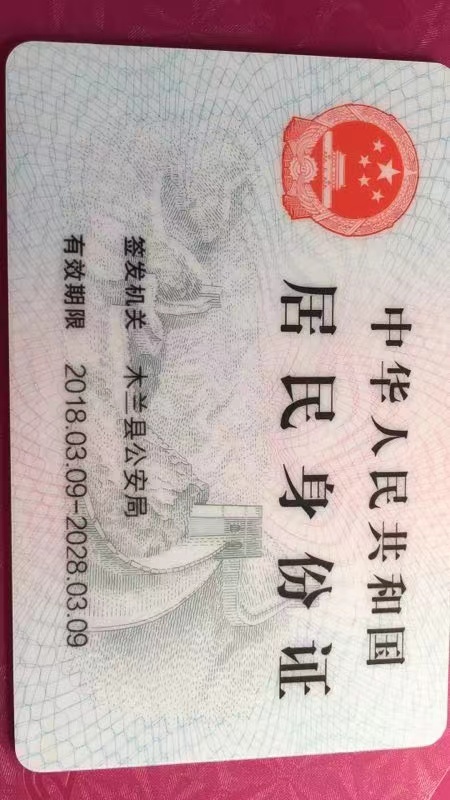 中华人民共和国
居民身份证
签发机关 木兰县公安局
有效期限 2018.03.09-2028.03.09